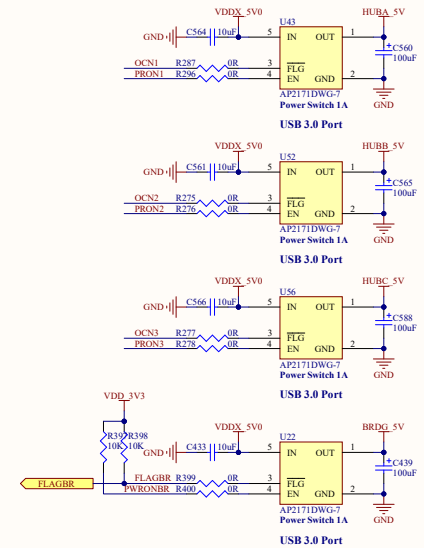 VDDX_5V0 HUBA_5V
U43
GND C564 10uF 5 IN OUT 1
C560
100uF
OCN1 R287 0R 3 FLG
PRON1 R296 0R 4 EN GND 2
AP2171DWG-7 GND
Power Switch 1A
USB 3.0 Port
VDDX_5V0 HUBB_5V
U52
GND C561 10uF 5 IN OUT 1
C565
100uF
OCN2 R275 0R 3 FLG
PRON2 R276 0R 4 EN GND 2
AP2171DWG-7 GND
Power Switch 1A
USB 3.0 Port
VDDX_5V0 HUBC_5V
U56
GND C566 10uF 5 IN OUT 1
C588
100uF
OCN3 R277 0R 3 FLG
PRON3 R278 0R 4 EN GND 2
AP2171DWG-7 GND
Power Switch 1A
USB 3.0 Port
VDD_3V3
VDDX_5V0 BRDG_5V
R398 U22
10K 10K GND C433 10uF 5 IN OUT 1
C439
100uF
FLAGBR FLAGBR R399 0R 3 FLG
PWRONBR R400 0R 4 EN GND 2
AP2171DWG-7 GND
Power Switch 1A
USB 3.0 Port